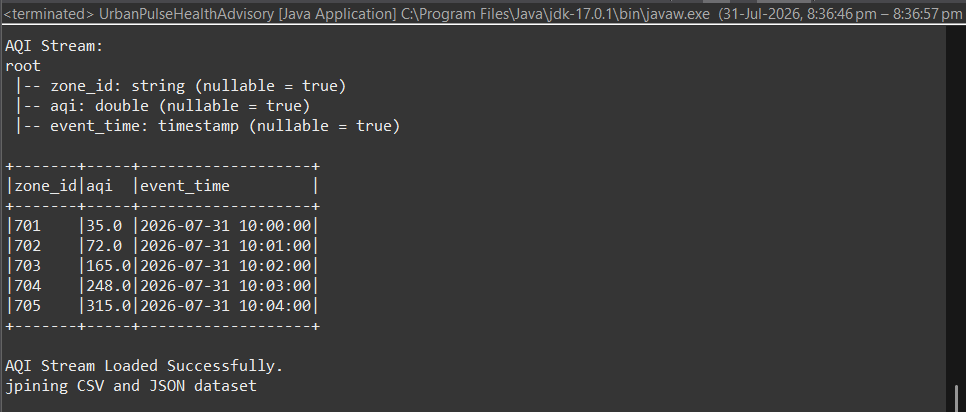 <terminated> UrbanPulseHealthAdvisory [Java Application] C:\Program Files\Java\jdk-17.0.1\bin\javaw.exe  (31-Jul-2026, 8:36:46 pm – 8:36:57 pm
AQI Stream:
root
 |-- zone_id: string (nullable = true)
 |-- aqi: double (nullable = true)
 |-- event_time: timestamp (nullable = true)
+-------+-----+-------------------+
|zone_id|aqi  |event_time         |
+-------+-----+-------------------+
|701    |35.0 |2026-07-31 10:00:00|
|702    |72.0 |2026-07-31 10:01:00|
|703    |165.0|2026-07-31 10:02:00|
|704    |248.0|2026-07-31 10:03:00|
|705    |315.0|2026-07-31 10:04:00|
+-------+-----+-------------------+
AQI Stream Loaded Successfully.
jpining CSV and JSON dataset